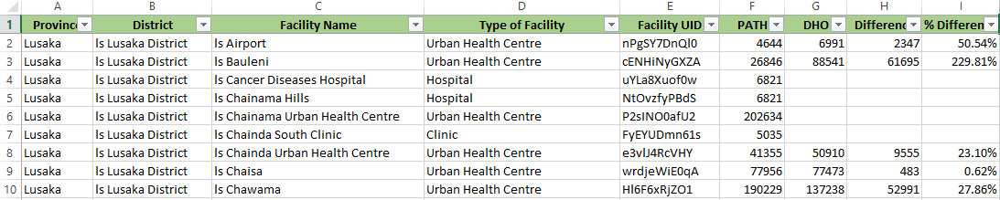 A B C D E F G H I
1 Province District Facility Name Type of Facility Facility UID PATH DHO Differenc % Differen
2 Lusaka ls Lusaka District ls Airport Urban Health Centre nPgSY7DnQl0 4644 6991 2347 50.54%
3 Lusaka ls Lusaka District ls Bauleni Urban Health Centre cENHiNyGXZA 26846 88541 61695 229.81%
4 Lusaka ls Lusaka District ls Cancer Diseases Hospital Hospital uYLa8Xuof0w 6821
5 Lusaka ls Lusaka District ls Chainama Hills Hospital NtOvzfyPBdS 6821
6 Lusaka ls Lusaka District ls Chainama Urban Health Centre Urban Health Centre P2sINO0afU2 202634
7 Lusaka ls Lusaka District ls Chainda South Clinic Clinic FyEYUDmn61s 5035
8 Lusaka ls Lusaka District ls Chainda Urban Health Centre Urban Health Centre e3vlJ4RcVHY 41355 50910 9555 23.10%
9 Lusaka ls Lusaka District ls Chaisa Urban Health Centre wrdjeWiE0qA 77956 77473 483 0.62%
10 Lusaka ls Lusaka District ls Chawama Urban Health Centre Hl6F6xRjZO1 190229 137238 52991 27.86%